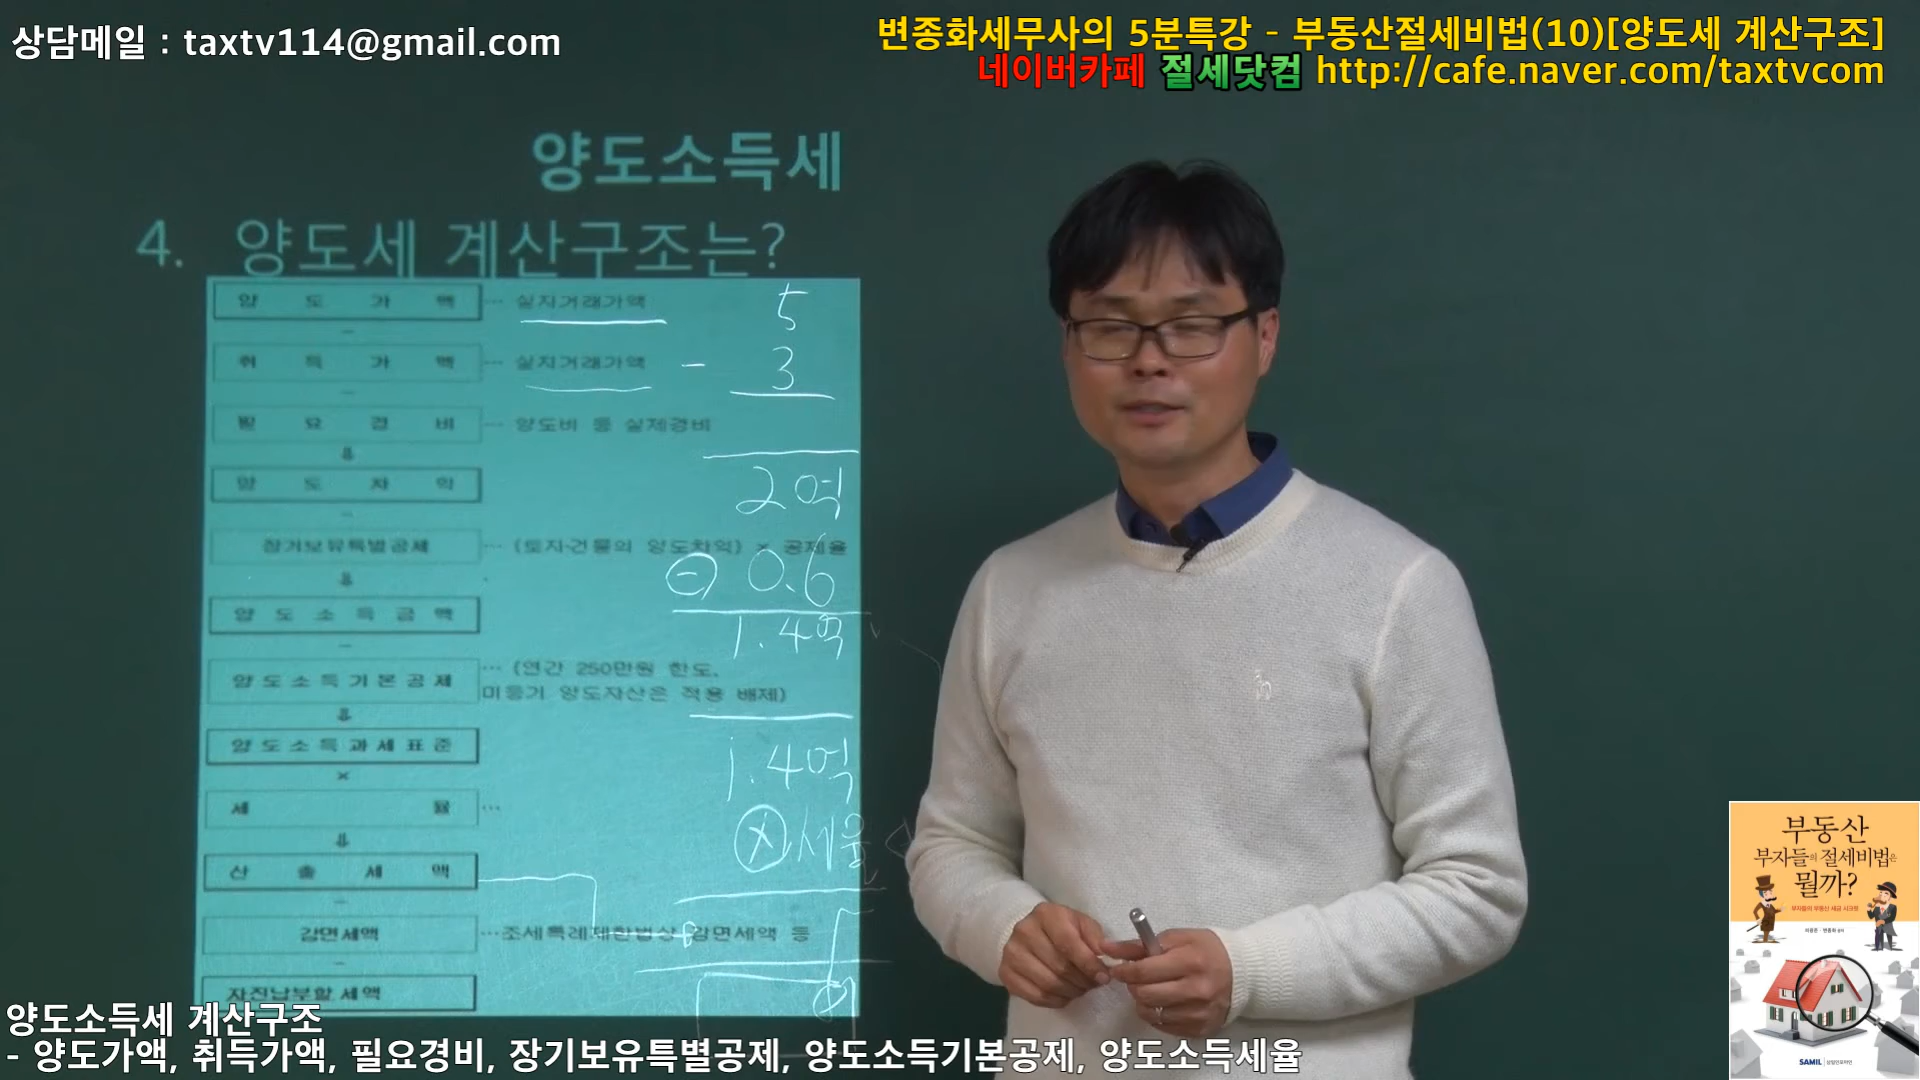 상담메일 : taxtv114@gmail.com
변종화세무사의 5분특강 - 부동산절세비법(10)[양도세 계산구조]
네이버카페 절세닷컴 http://cafe.naver.com/taxtvcom
양도소득세
4. 양도세 계산구조는?
양 도 가 액 ··· 실지거래가액 5
-
취 득 가 액 ··· 실지거래가액 - 3
-
필 요 경 비 ··· 양도비 등 실제경비
⇓
양 도 차 익 2억
-
장기보유특별공제 ··· (토지·건물의 양도차익) × 공제율
⇓ ⊖ 0.6
양 도 소 득 금 액 1.4억
-
양 도 소 득 기 본 공 제 ··· (연간 250만원 한도,
미등기 양도자산은 적용 배제)
⇓
양 도 소 득 과 세 표 준 1.4억
×
세 율 ··· ⓧ 세율
⇓
산 출 세 액
-
감면세액 ···조세특례제한법상 감면세액 등
-
자진납부할 세액
양도소득세 계산구조
- 양도가액, 취득가액, 필요경비, 장기보유특별공제, 양도소득기본공제, 양도소득세율
부동산
부자들의 절세비법은
뭘까?
부자들의 부동산 세금 시크릿
SAMIL